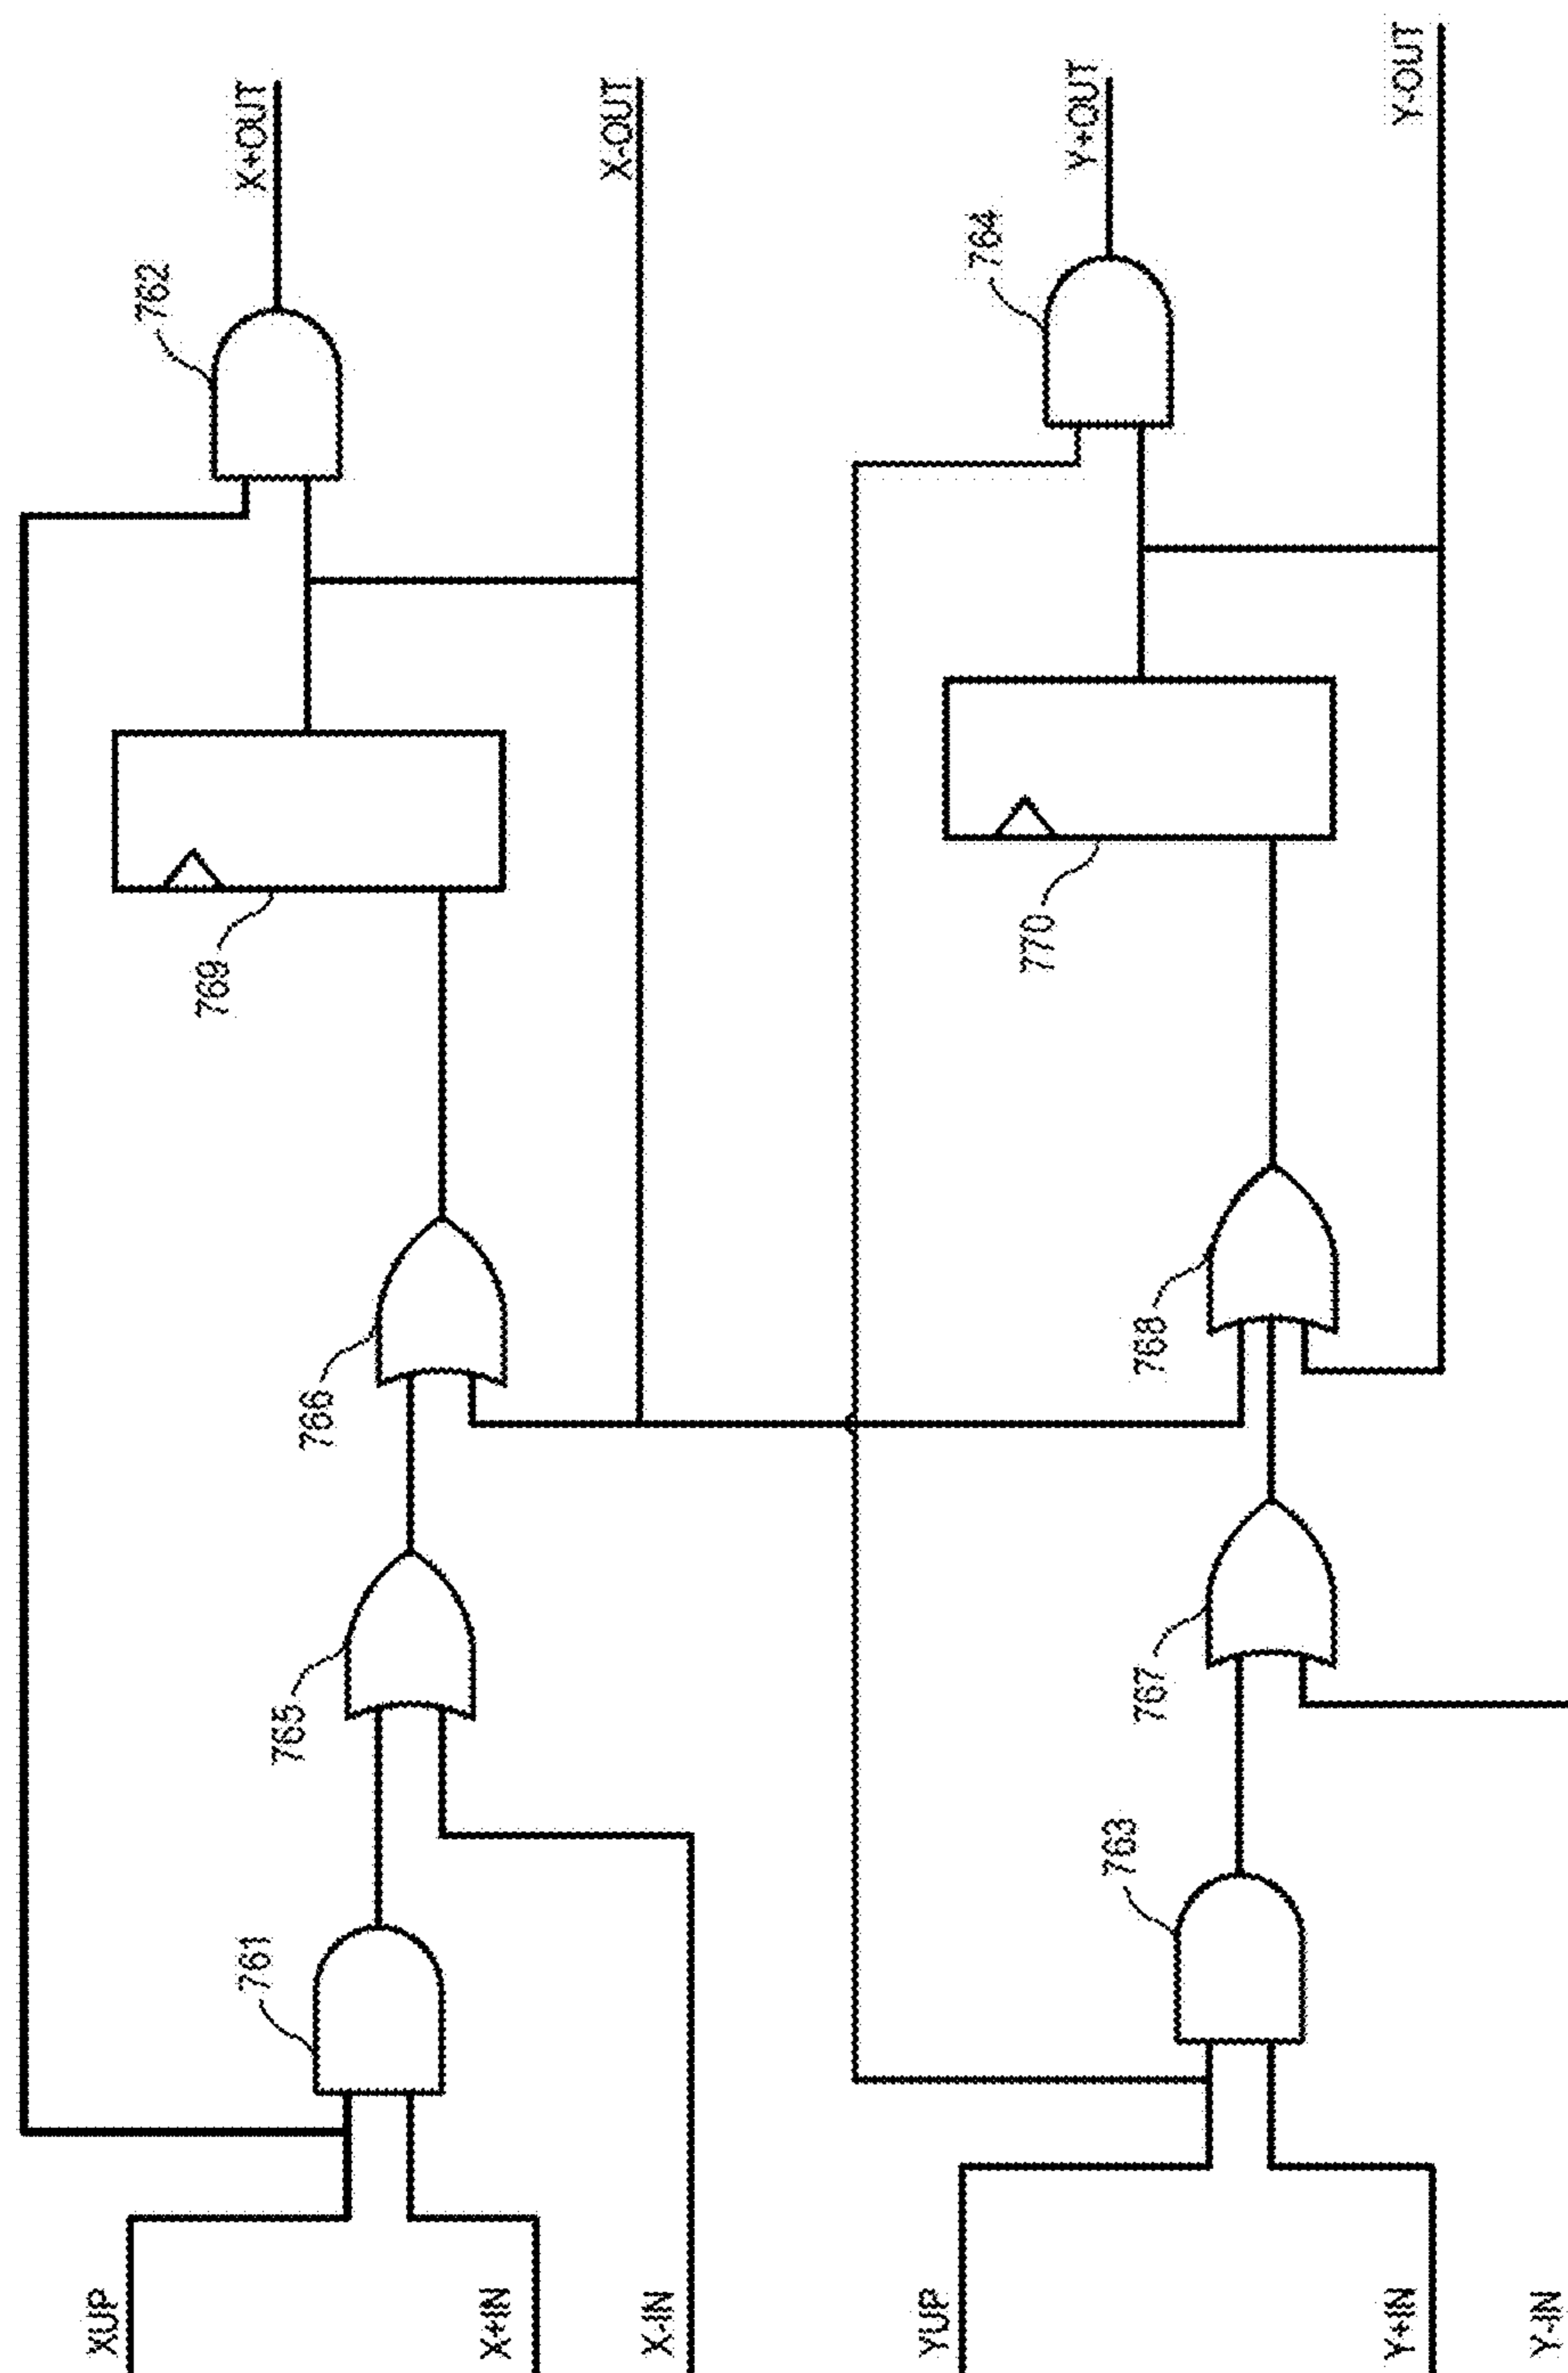 X+OUT
X-OUT
Y+OUT
Y-OUT
762
764
769
770
766
768
765
767
761
763
XUP
X+IN
X-IN
YUP
Y+IN
Y-IN